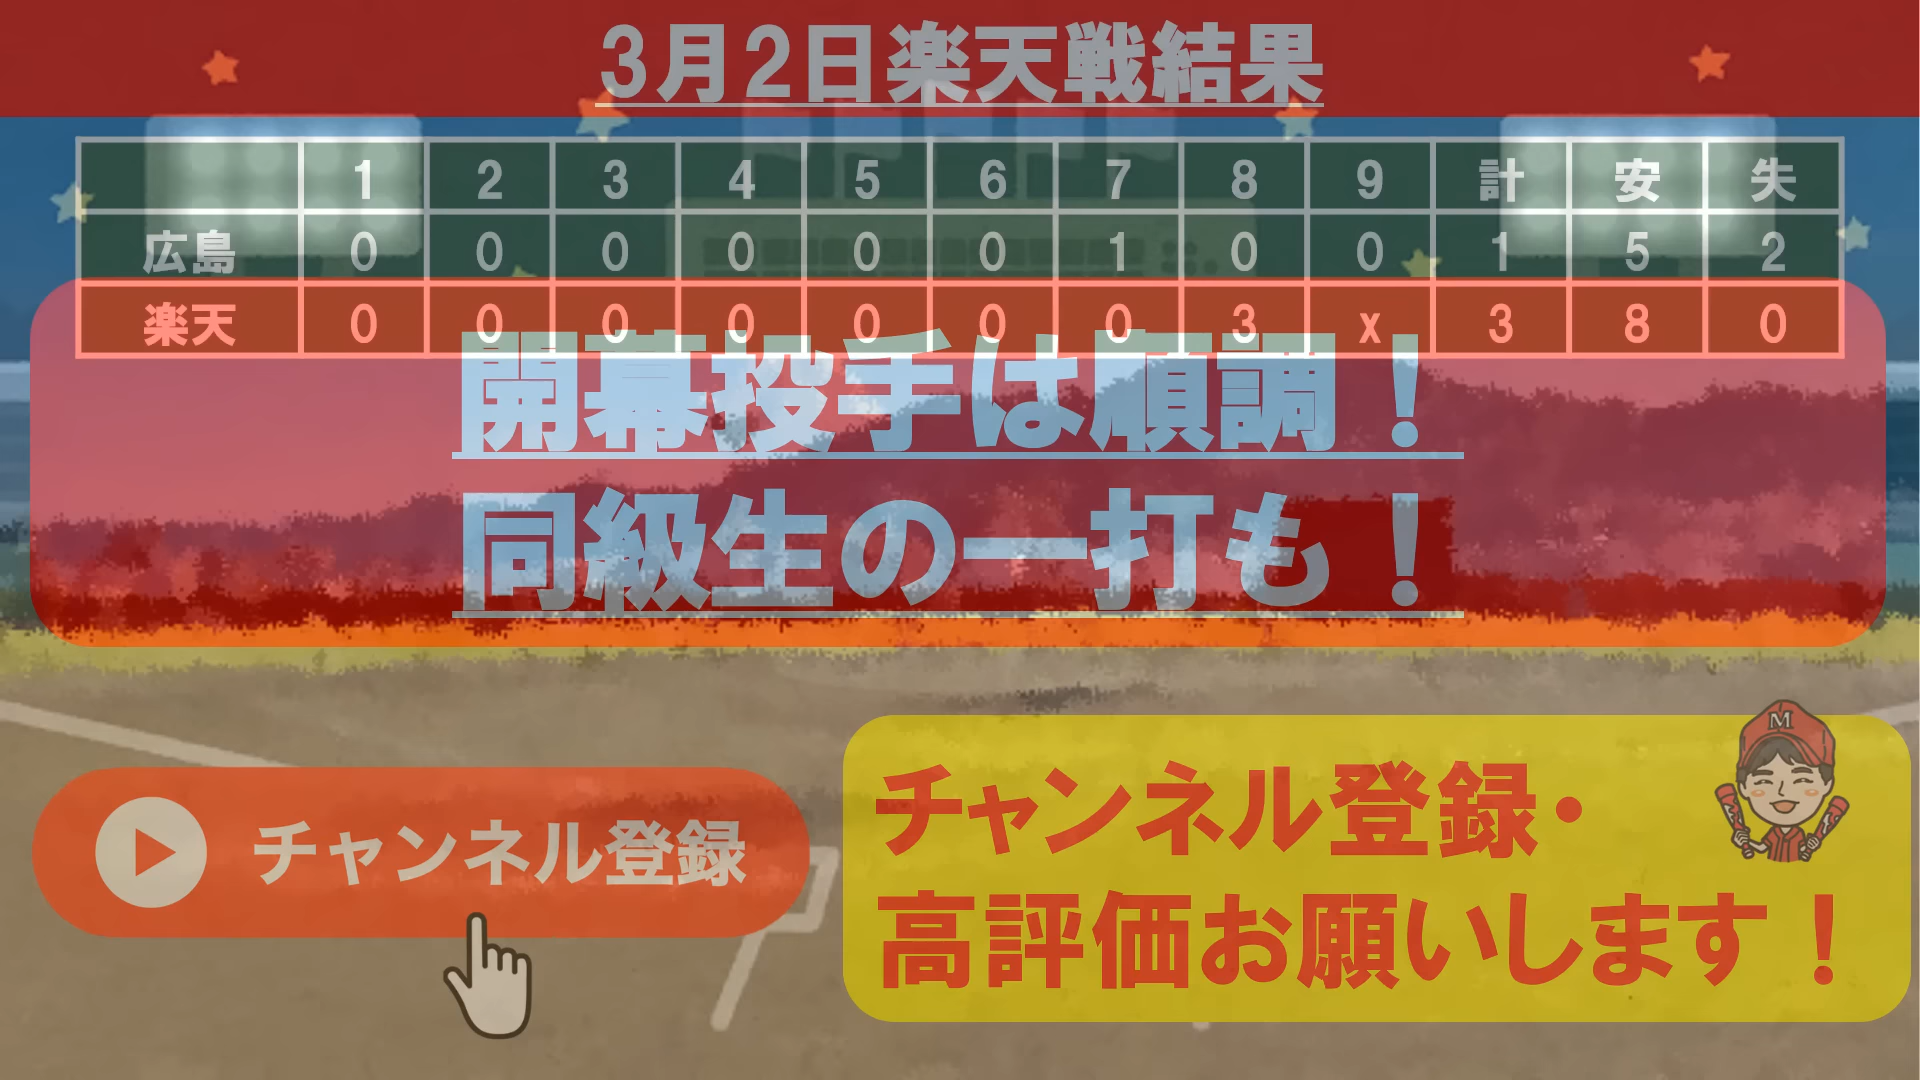 3月2日楽天戦結果
1 2 3 4 5 6 7 8 9 計 安 失
広島 0 0 0 0 0 0 1 0 0 1 5 2
楽天 0 0 0 0 0 0 0 3 x 3 8 0
開幕投手は順調！
同級生の一打も！
チャンネル登録・
高評価お願いします！
チャンネル登録
M